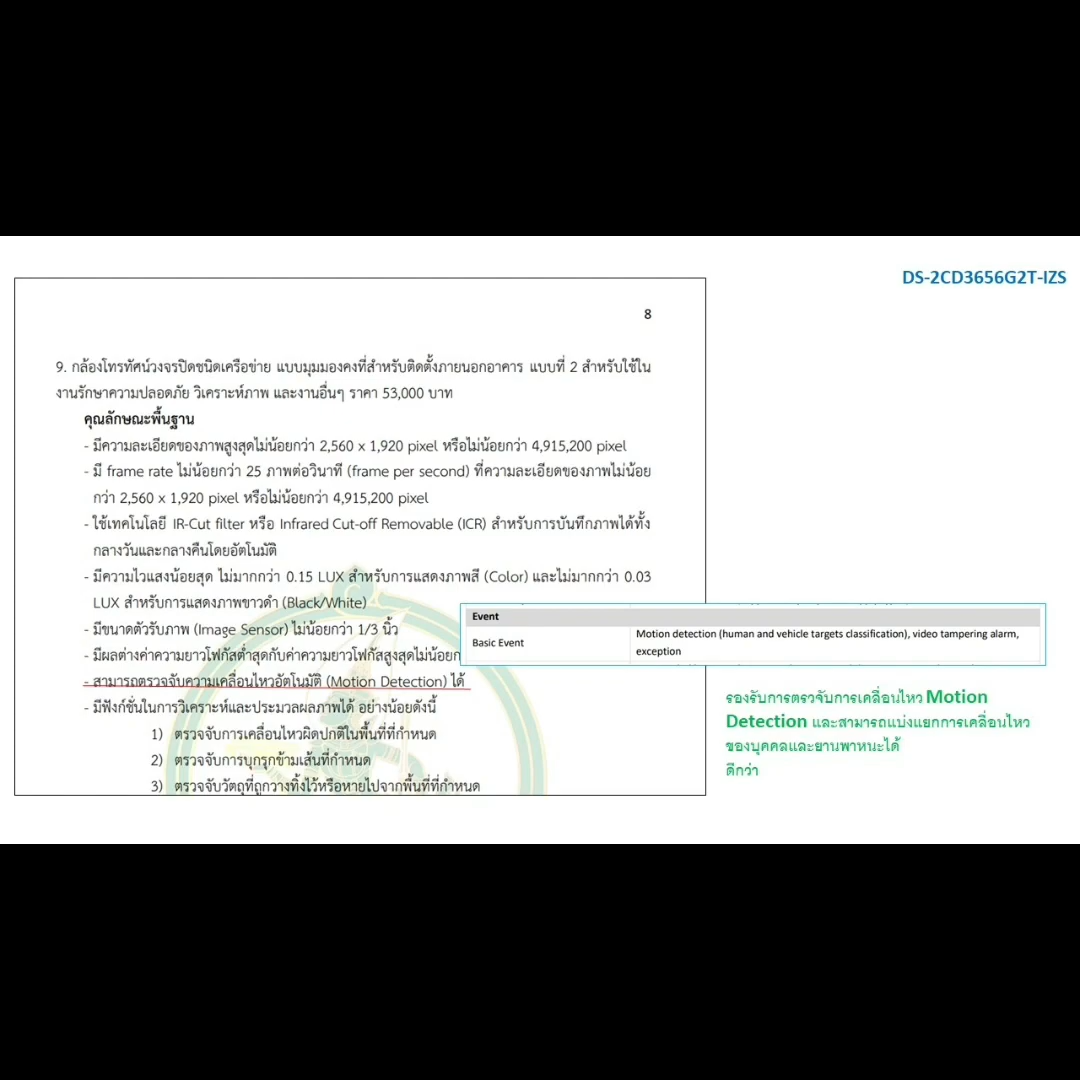 DS-2CD3656G2T-IZS
8
9. กล้องโทรทัศน์วงจรปิดชนิดเครือข่าย แบบมุมมองคงที่สำหรับติดตั้งภายนอกอาคาร แบบที่ 2 สำหรับใช้ใน
งานรักษาความปลอดภัย วิเคราะห์ภาพ และงานอื่นๆ ราคา 53,000 บาท
คุณลักษณะพื้นฐาน
- มีความละเอียดของภาพสูงสุดไม่น้อยกว่า 2,560 x 1,920 pixel หรือไม่น้อยกว่า 4,915,200 pixel
- มี frame rate ไม่น้อยกว่า 25 ภาพต่อวินาที (frame per second) ที่ความละเอียดของภาพไม่น้อย
กว่า 2,560 x 1,920 pixel หรือไม่น้อยกว่า 4,915,200 pixel
- ใช้เทคโนโลยี IR-Cut filter หรือ Infrared Cut-off Removable (ICR) สำหรับการบันทึกภาพได้ทั้ง
กลางวันและกลางคืนโดยอัตโนมัติ
- มีความไวแสงน้อยสุด ไม่มากกว่า 0.15 LUX สำหรับการแสดงภาพสี (Color) และไม่มากกว่า 0.03
LUX สำหรับการแสดงภาพขาวดำ (Black/White)
- มีขนาดตัวรับภาพ (Image Sensor) ไม่น้อยกว่า 1/3 นิ้ว
- มีผลต่างค่าความยาวโฟกัสต่ำสุดกับค่าความยาวโฟกัสสูงสุดไม่น้อยก
- สามารถตรวจจับความเคลื่อนไหวอัตโนมัติ (Motion Detection) ได้
- มีฟังก์ชั่นในการวิเคราะห์และประมวลผลภาพได้ อย่างน้อยดังนี้
1) ตรวจจับการเคลื่อนไหวผิดปกติในพื้นที่ที่กำหนด
2) ตรวจจับการบุกรุกข้ามเส้นที่กำหนด
3) ตรวจจับวัตถุที่ถูกวางทิ้งไว้หรือหายไปจากพื้นที่ที่กำหนด
Event
Basic Event
Motion detection (human and vehicle targets classification), video tampering alarm,
exception
รองรับการตรวจับการเคลื่อนไหว Motion
Detection และสามารถแบ่งแยกการเคลื่อนไหว
ของบุคคลและยานพาหนะได้
ดีกว่า